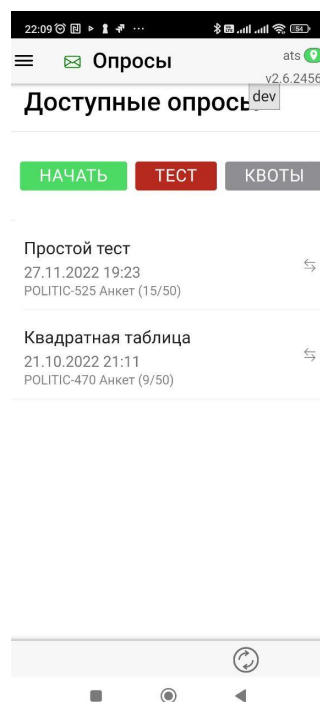 22:09
54
Опросы
ats
v2.6.2456
dev
Доступные опросы
НАЧАТЬ
ТЕСТ
КВОТЫ
Простой тест
27.11.2022 19:23
POLITIC-525 Анкет (15/50)
Квадратная таблица
21.10.2022 21:11
POLITIC-470 Анкет (9/50)